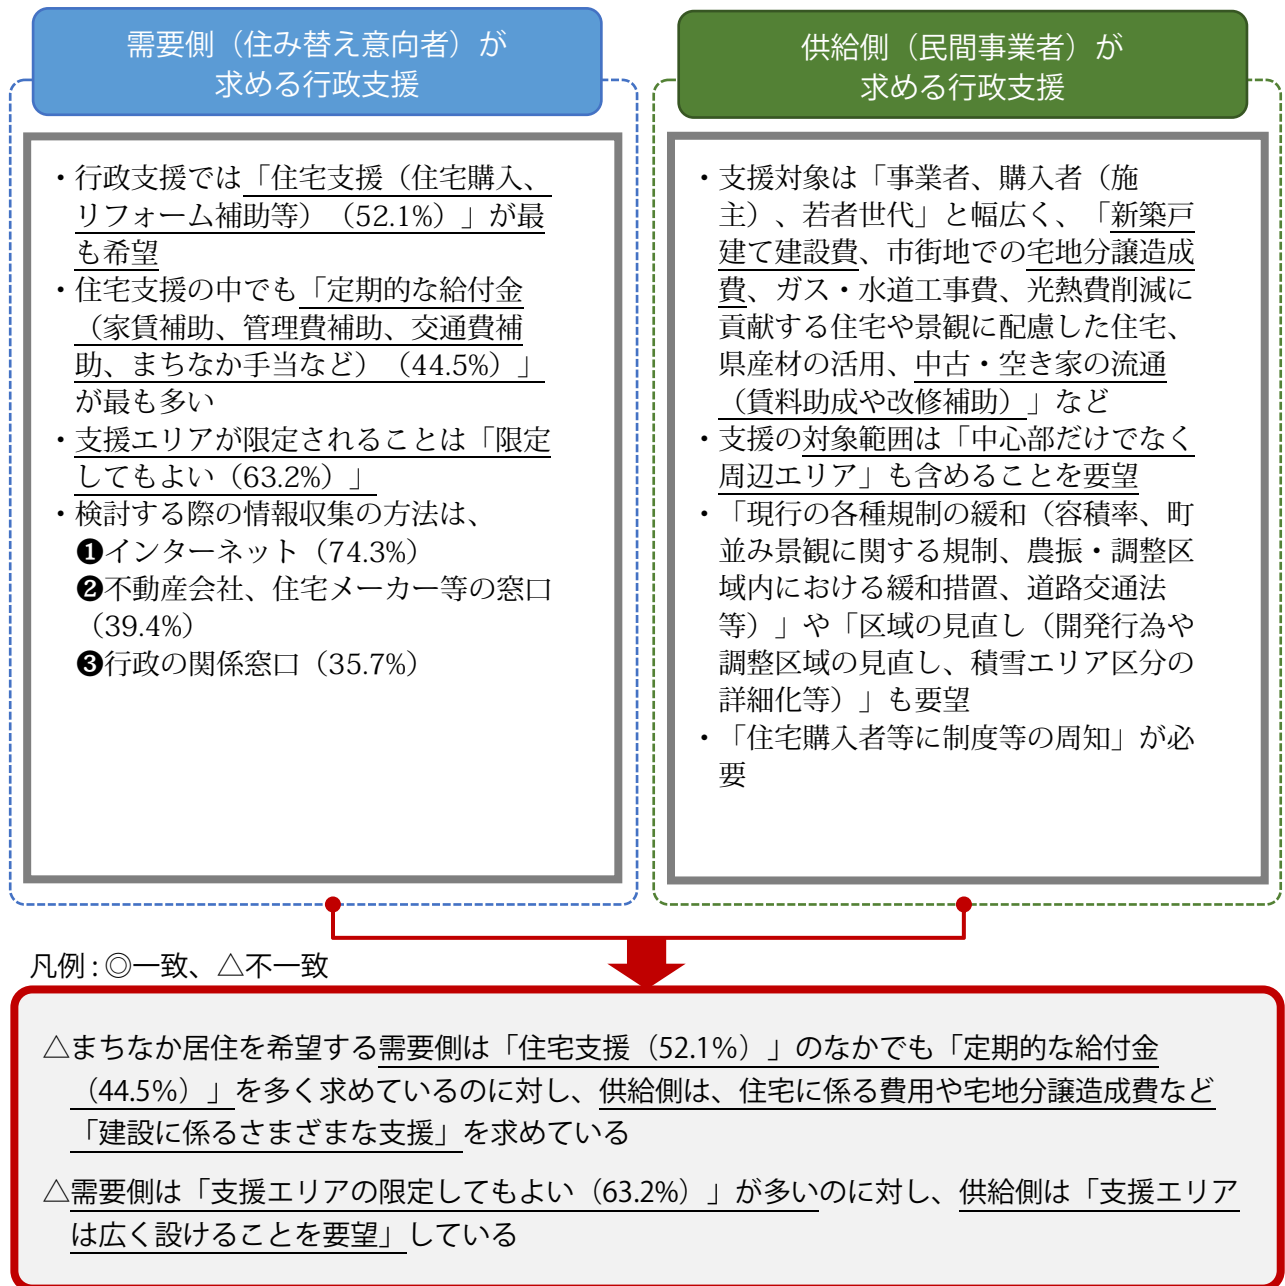 需要側（住み替え意向者）が
求める行政支援
・行政支援では「住宅支援（住宅購入、
リフォーム補助等）（52.1%）」が最
も希望
・住宅支援の中でも「定期的な給付金
（家賃補助、管理費補助、交通費補
助、まちなか手当など）（44.5%）」
が最も多い
・支援エリアが限定されることは「限定
してもよい（63.2%）」
・検討する際の情報収集の方法は、
❶インターネット（74.3%）
❷不動産会社、住宅メーカー等の窓口
（39.4%）
❸行政の関係窓口（35.7%）
供給側（民間事業者）が
求める行政支援
・支援対象は「事業者、購入者（施
主）、若者世代」と幅広く、「新築戸
建て建設費、市街地での宅地分譲造成
費、ガス・水道工事費、光熱費削減に
貢献する住宅や景観に配慮した住宅、
県産材の活用、中古・空き家の流通
（賃料助成や改修補助）」など
・支援の対象範囲は「中心部だけでなく
周辺エリア」も含めることを要望
・「現行の各種規制の緩和（容積率、町
並み景観に関する規制、農振・調整区
域内における緩和措置、道路交通法
等）」や「区域の見直し（開発行為や
調整区域の見直し、積雪エリア区分の
詳細化等）」も要望
・「住宅購入者等に制度等の周知」が必
要
凡例：◎一致、△不一致
△まちなか居住を希望する需要側は「住宅支援（52.1%）」のなかでも「定期的な給付金
（44.5%）」を多く求めているのに対し、供給側は、住宅に係る費用や宅地分譲造成費など
「建設に係るさまざまな支援」を求めている
△需要側は「支援エリアの限定してもよい（63.2%）」が多いのに対し、供給側は「支援エリア
は広く設けることを要望」している